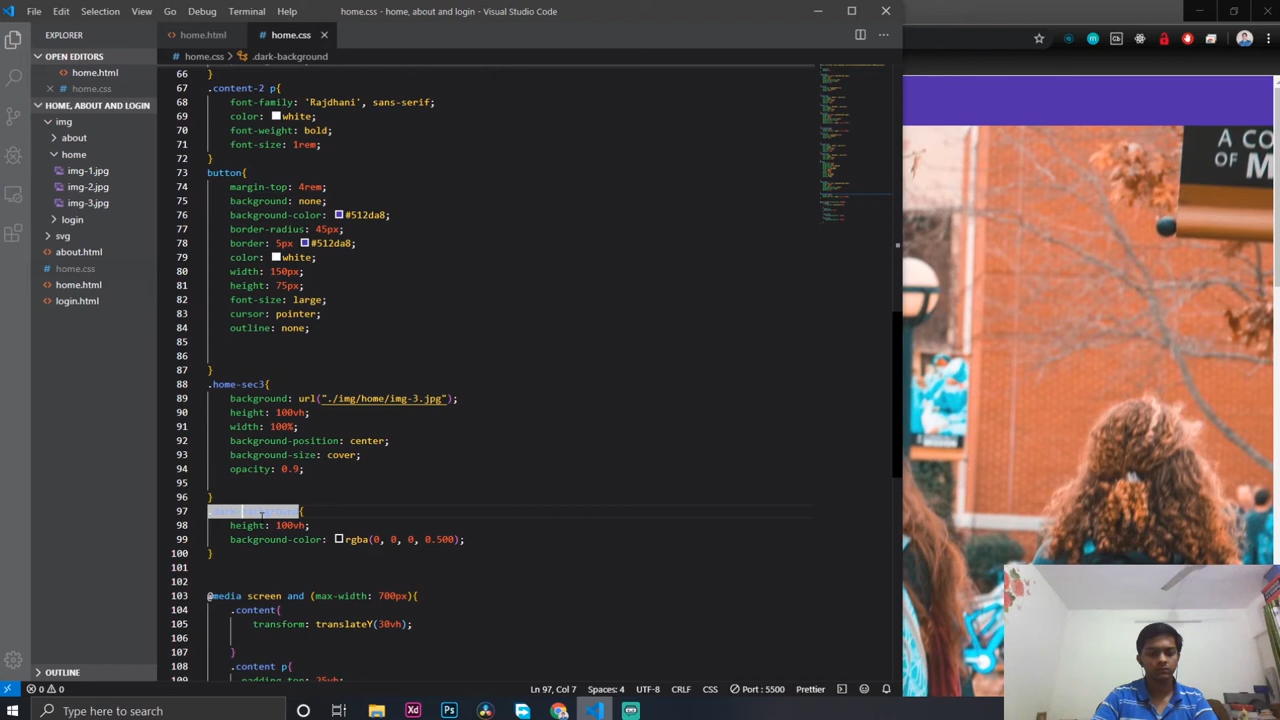 File Edit Selection View Go Debug Terminal Help home.css - home, about and login - Visual Studio Code
EXPLORER
home.html
home.css
OPEN EDITORS
home.css
.dark-background
home.html
home.css
HOME, ABOUT AND LOGIN
img
about
home
img-1.jpg
img-2.jpg
img-3.jpg
login
svg
about.html
home.css
home.html
login.html
OUTLINE
66 }
67 .content-2 p{
68 font-family: 'Rajdhani', sans-serif;
69 color: white;
70 font-weight: bold;
71 font-size: 1rem;
72 }
73 button{
74 margin-top: 4rem;
75 background: none;
76 background-color: #512da8;
77 border-radius: 45px;
78 border: 5px #512da8;
79 color: white;
80 width: 150px;
81 height: 75px;
82 font-size: large;
83 cursor: pointer;
84 outline: none;
85
86
87 }
88 .home-sec3{
89 background: url("./img/home/img-3.jpg");
90 height: 100vh;
91 width: 100%;
92 background-position: center;
93 background-size: cover;
94 opacity: 0.9;
95
96 }
97 .dark-background{
98 height: 100vh;
99 background-color: rgba(0, 0, 0, 0.500);
100 }
101
102
103 @media screen and (max-width: 700px){
104 .content{
105 transform: translateY(30vh);
106
107 }
108 .content p{
padding-top: 25vh;
0 0
Ln 97, Col 7 Spaces: 4 UTF-8 CRLF CSS Port : 5500 Prettier
A CO
OF M
Type here to search
Xd
Ps